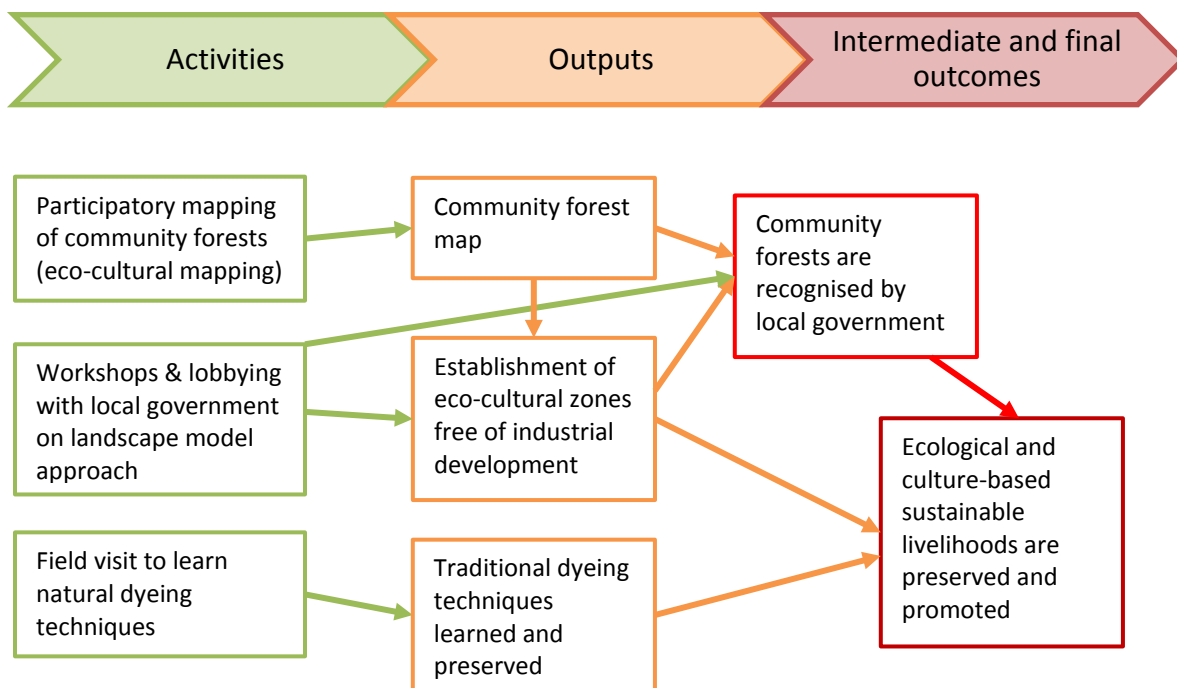 Activities
Outputs
Intermediate and final
outcomes
Participatory mapping
of community forests
(eco-cultural mapping)
Community forest
map
Community
forests are
recognised by
local government
Workshops & lobbying
with local government
on landscape model
approach
Establishment of
eco-cultural zones
free of industrial
development
Ecological and
culture-based
sustainable
livelihoods are
preserved and
promoted
Field visit to learn
natural dyeing
techniques
Traditional dyeing
techniques
learned and
preserved